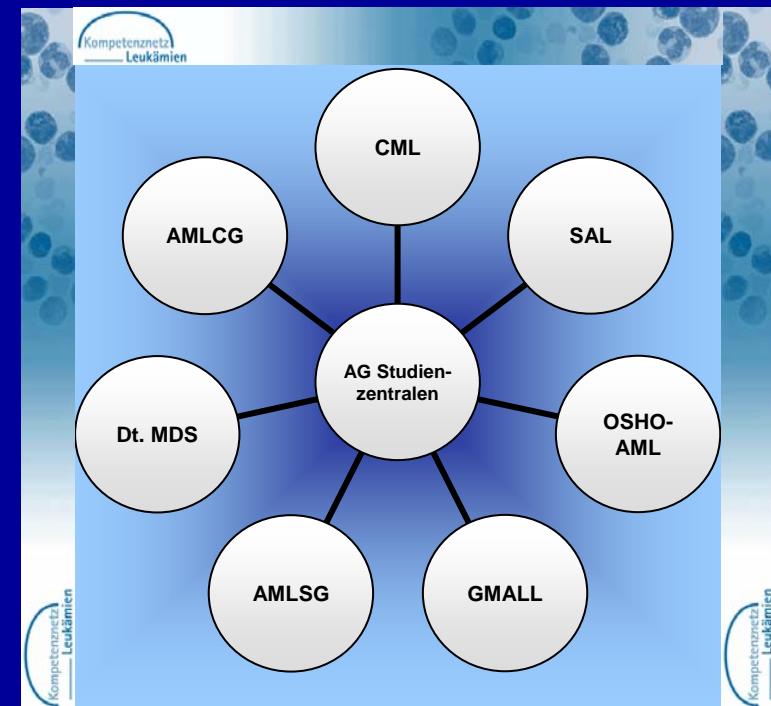 Kompetenznetz
Leukämien
CML
AMLCG
SAL
AG Studien-
zentralen
Dt. MDS
OSHO-
AML
AMLSG
GMALL
Kompetenznetz
Leukämien
Kompetenznetz
Leukämien